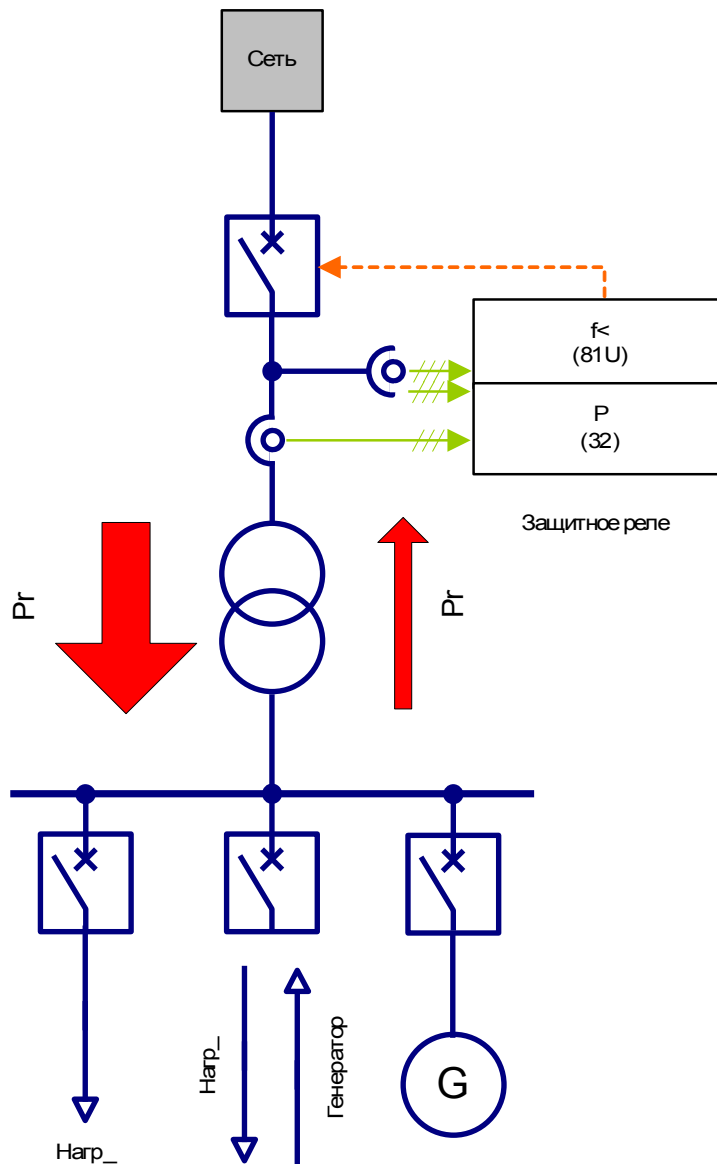 Сеть
f<
(81U)
P
(32)
Защитное реле
Pr
Pr
Нагр_
Генератор
G
Нагр_